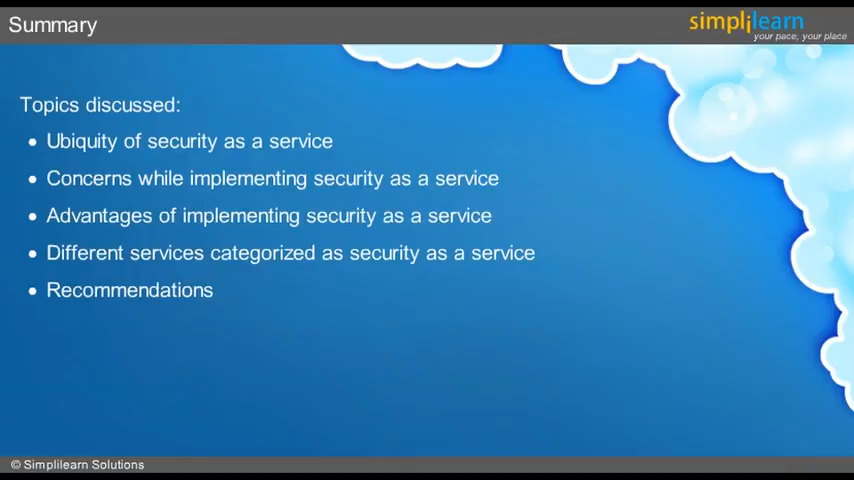 Summary
simplilearn
your pace, your place
Topics discussed:
• Ubiquity of security as a service
• Concerns while implementing security as a service
• Advantages of implementing security as a service
• Different services categorized as security as a service
• Recommendations
© Simplilearn Solutions